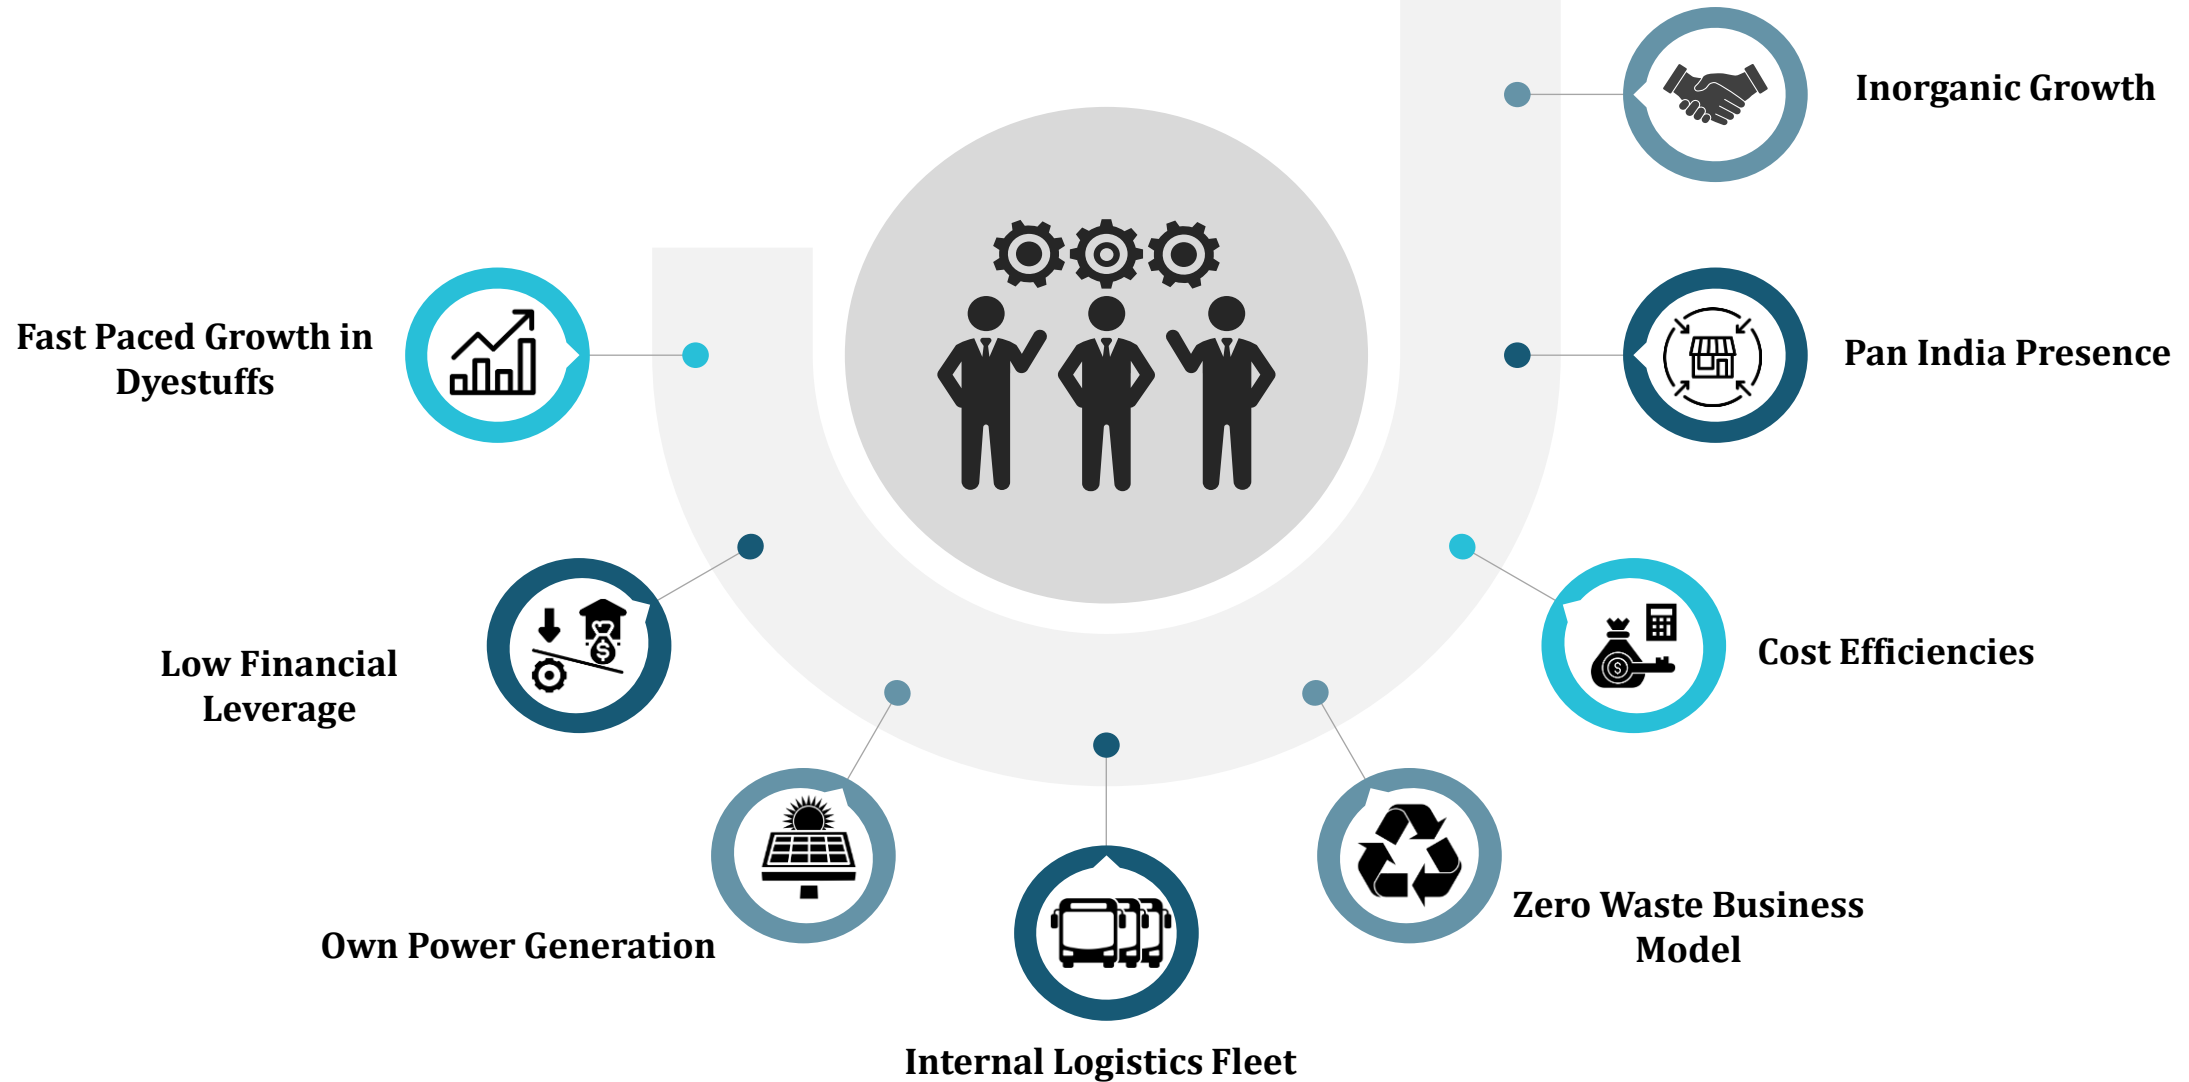 Inorganic Growth
Fast Paced Growth in
Dyestuffs
Pan India Presence
Low Financial
Leverage
Cost Efficiencies
Own Power Generation
Zero Waste Business
Model
Internal Logistics Fleet